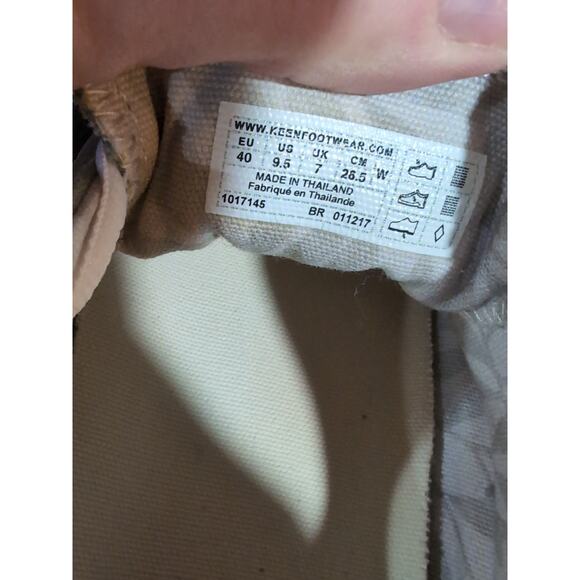 WWW.KEENFOOTWEAR.COM
EU US UK CM
40 9.5 7 26.5 W
MADE IN THAILAND
Fabriqué en Thaïlande
1017145 BR 011217